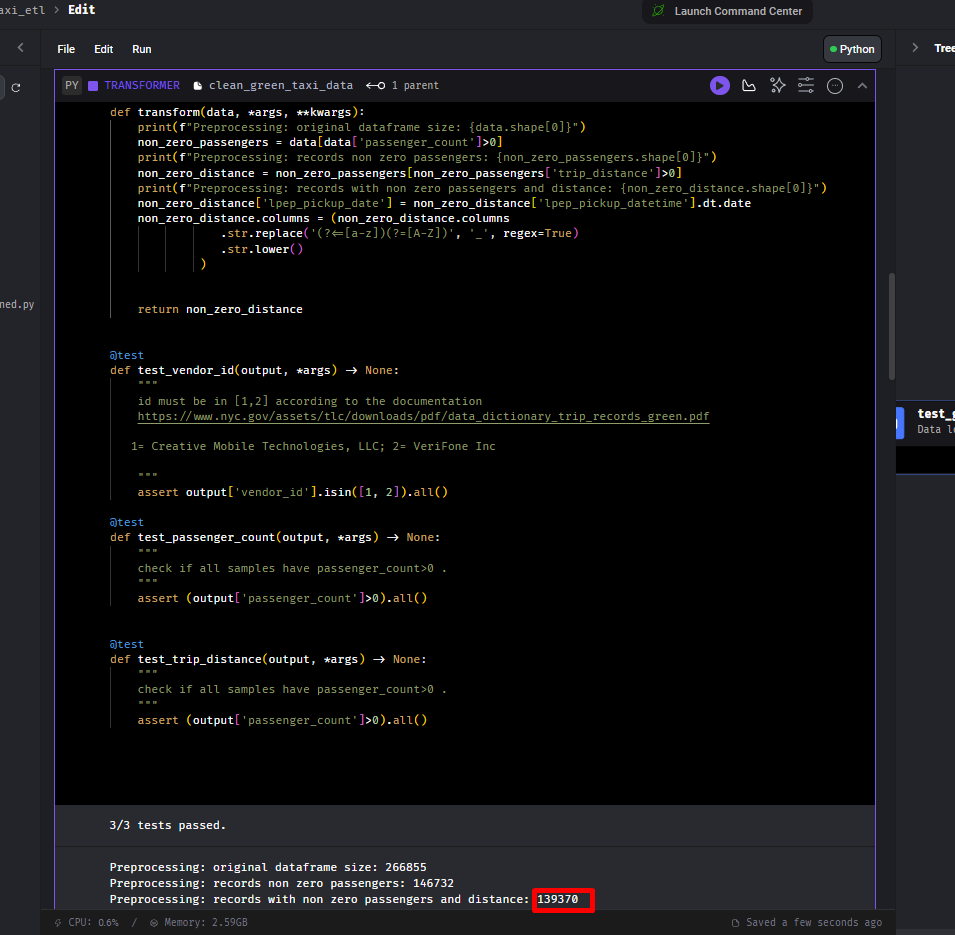 axi_etl > Edit
Launch Command Center
File Edit Run
Python
Tree
PY TRANSFORMER clean_green_taxi_data 1 parent
def transform(data, *args, **kwargs):
print(f"Preprocessing: original dataframe size: {data.shape[0]}")
non_zero_passengers = data[data['passenger_count']>0]
print(f"Preprocessing: records non zero passengers: {non_zero_passengers.shape[0]}")
non_zero_distance = non_zero_passengers[non_zero_passengers['trip_distance']>0]
print(f"Preprocessing: records with non zero passengers and distance: {non_zero_distance.shape[0]}")
non_zero_distance['lpep_pickup_date'] = non_zero_distance['lpep_pickup_datetime'].dt.date
non_zero_distance.columns = (non_zero_distance.columns
.str.replace('(?<=[a-z])(?=[A-Z])', '_', regex=True)
.str.lower()
)
ned.py
return non_zero_distance
@test
def test_vendor_id(output, *args) -> None:
"""
id must be in [1,2] according to the documentation
https://www.nyc.gov/assets/tlc/downloads/pdf/data_dictionary_trip_records_green.pdf
1= Creative Mobile Technologies, LLC; 2= VeriFone Inc
"""
assert output['vendor_id'].isin([1, 2]).all()
test_g
Data lo
@test
def test_passenger_count(output, *args) -> None:
"""
check if all samples have passenger_count>0 .
"""
assert (output['passenger_count']>0).all()
@test
def test_trip_distance(output, *args) -> None:
"""
check if all samples have passenger_count>0 .
"""
assert (output['passenger_count']>0).all()
3/3 tests passed.
Preprocessing: original dataframe size: 266855
Preprocessing: records non zero passengers: 146732
Preprocessing: records with non zero passengers and distance: 139370
CPU: 0.6% / Memory: 2.59GB
Saved a few seconds ago